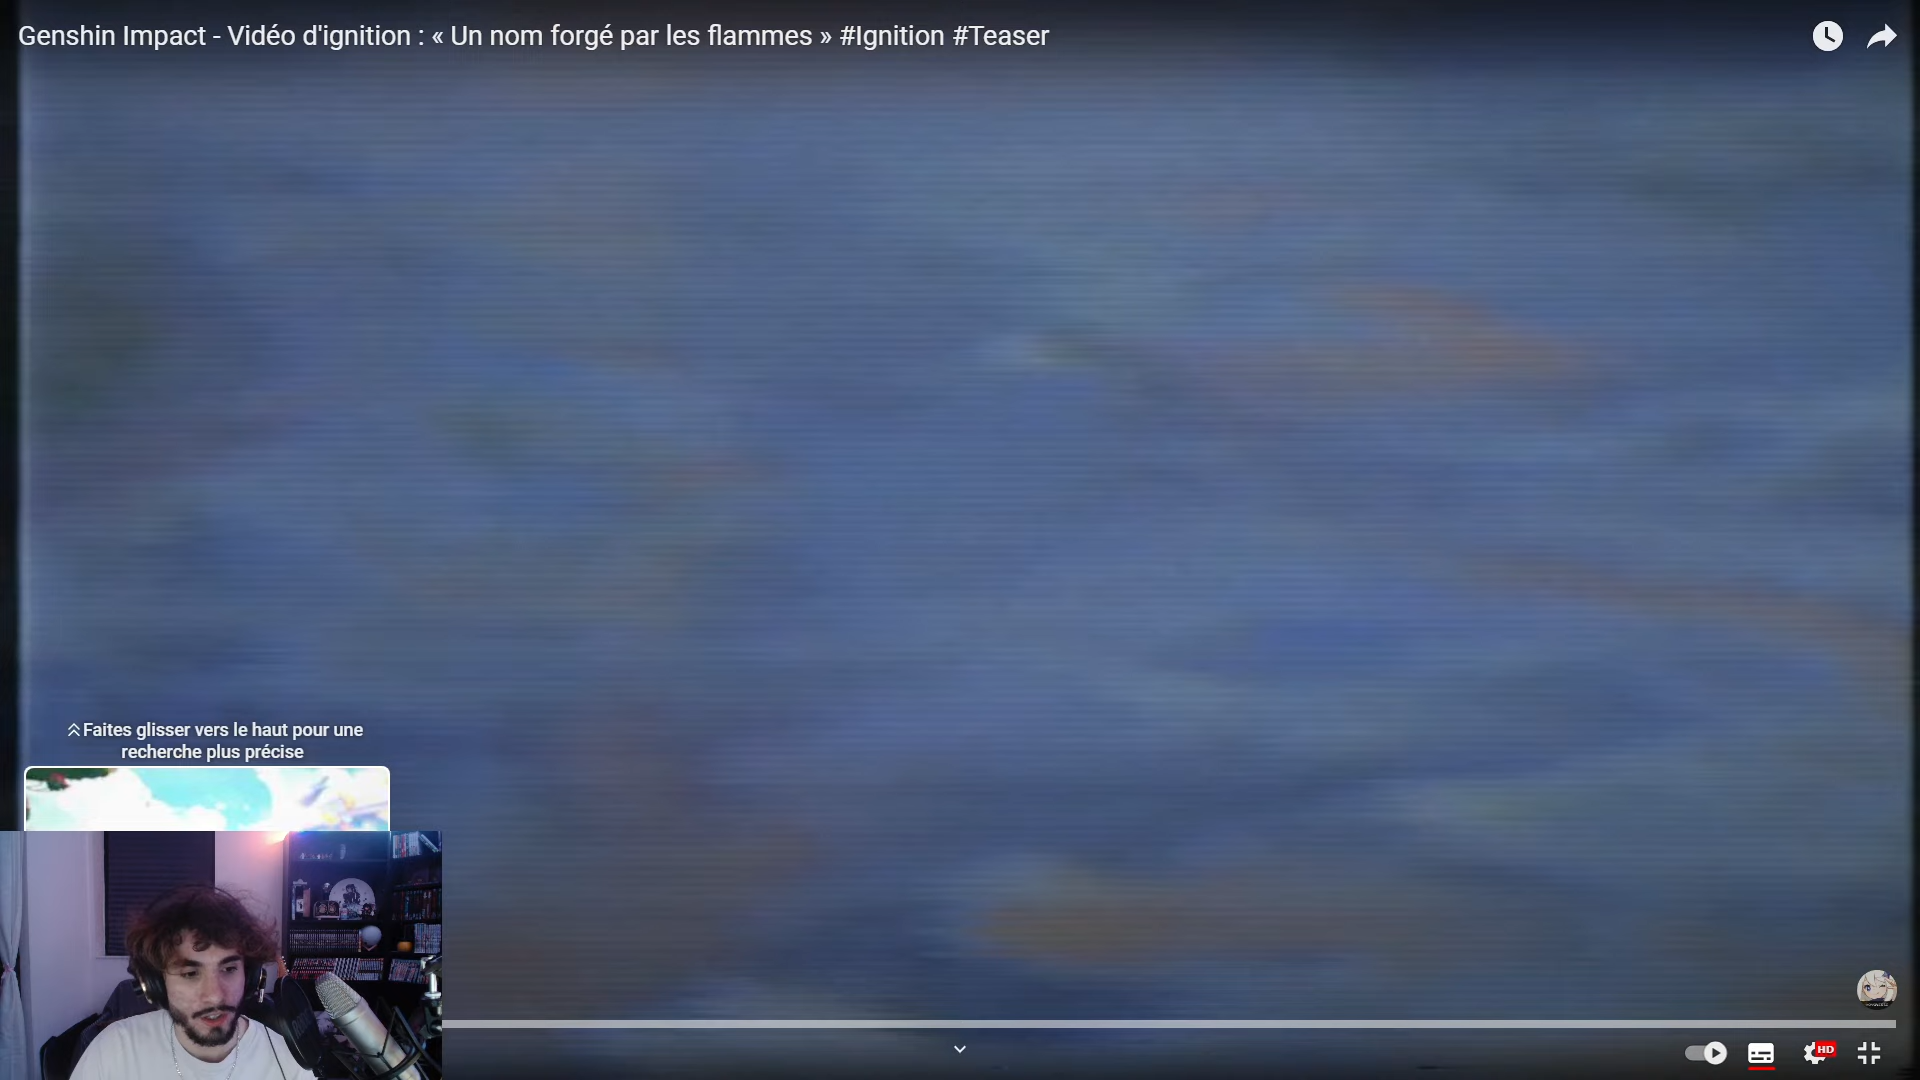 Genshin Impact - Vidéo d'ignition : « Un nom forgé par les flammes » #Ignition #Teaser
Faites glisser vers le haut pour une
recherche plus précise
HD